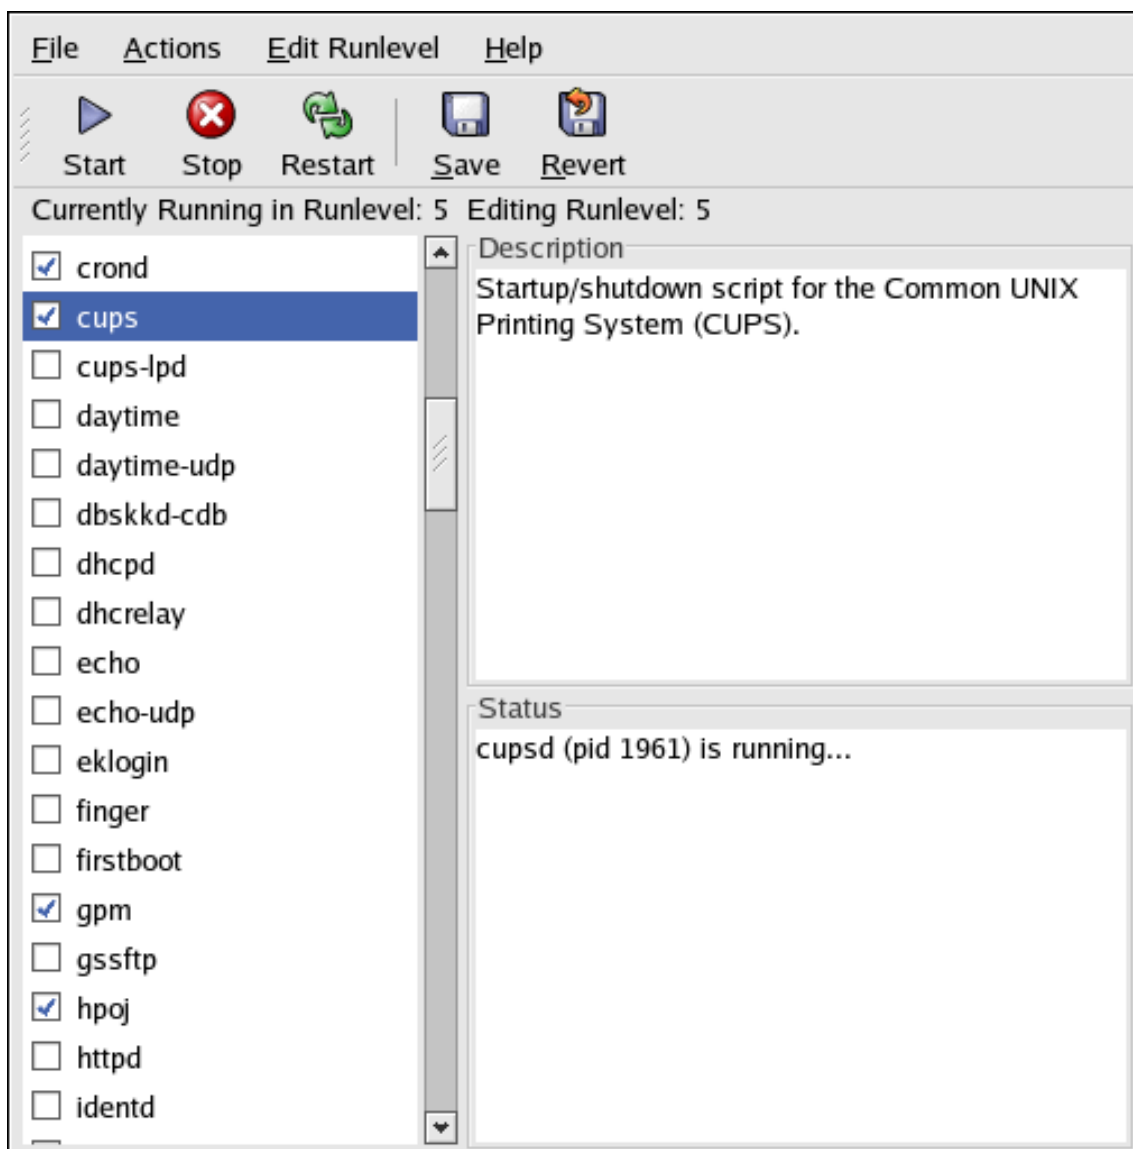 File Actions Edit Runlevel Help
Start Stop Restart Save Revert
Currently Running in Runlevel: 5 Editing Runlevel: 5
crond
cups
cups-lpd
daytime
daytime-udp
dbskkd-cdb
dhcpd
dhcrelay
echo
echo-udp
eklogin
finger
firstboot
gpm
gssftp
hpoj
httpd
identd
Description
Startup/shutdown script for the Common UNIX
Printing System (CUPS).
Status
cupsd (pid 1961) is running...